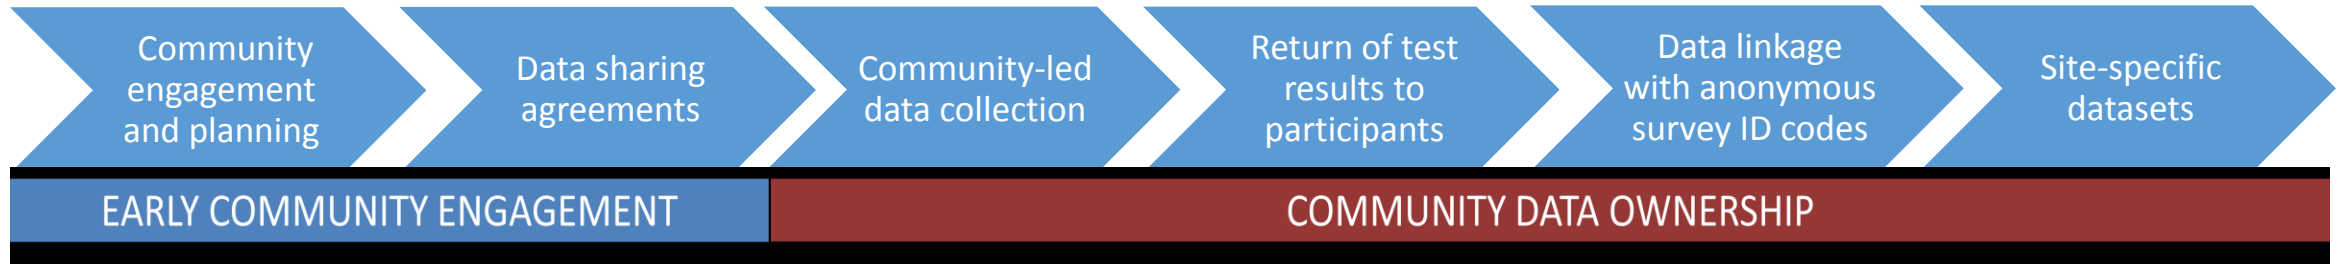 Community
engagement
and planning
Data sharing
agreements
Community-led
data collection
Return of test
results to
participants
Data linkage
with anonymous
survey ID codes
Site-specific
datasets
EARLY COMMUNITY ENGAGEMENT
COMMUNITY DATA OWNERSHIP